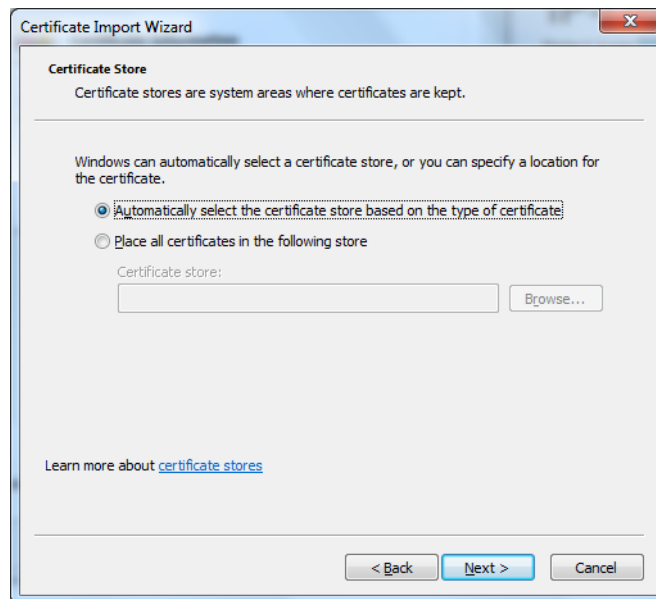 Certificate Import Wizard
Certificate Store
Certificate stores are system areas where certificates are kept.
Windows can automatically select a certificate store, or you can specify a location for
the certificate.
Automatically select the certificate store based on the type of certificate
Place all certificates in the following store
Certificate store:
Browse...
Learn more about certificate stores
< Back
Next >
Cancel